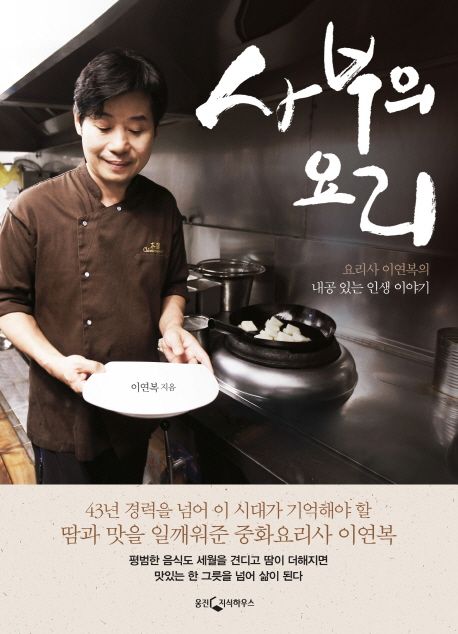 사부의
요리
요리사 이연복의
내공 있는 인생 이야기
이연복 지음
43년 경력을 넘어 이 시대가 기억해야 할
땀과 맛을 일깨워준 중화요리사 이연복
평범한 음식도 세월을 견디고 땀이 더해지면
맛있는 한 그릇을 넘어 삶이 된다
웅진 지식하우스